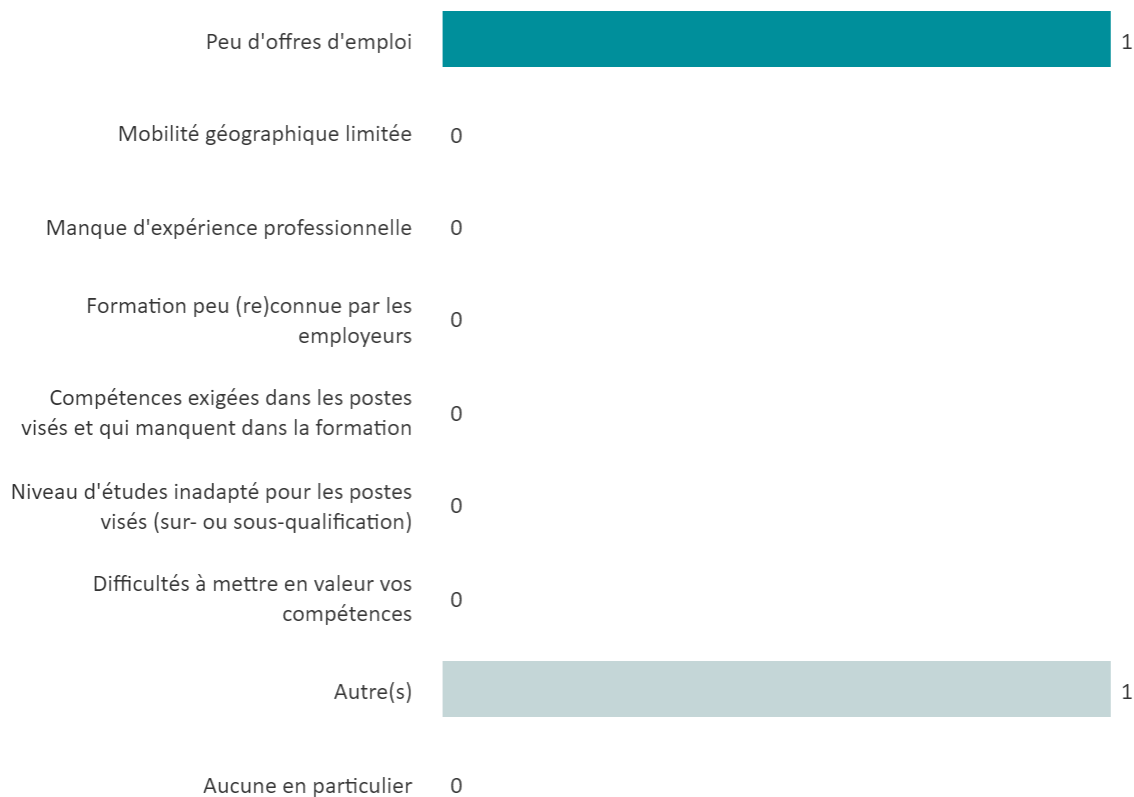 Peu d'offres d'emploi 1
Mobilité géographique limitée 0
Manque d'expérience professionnelle 0
Formation peu (re)connue par les
employeurs 0
Compétences exigées dans les postes
visés et qui manquent dans la formation 0
Niveau d'études inadapté pour les postes
visés (sur- ou sous-qualification) 0
Difficultés à mettre en valeur vos
compétences 0
Autre(s) 1
Aucune en particulier 0